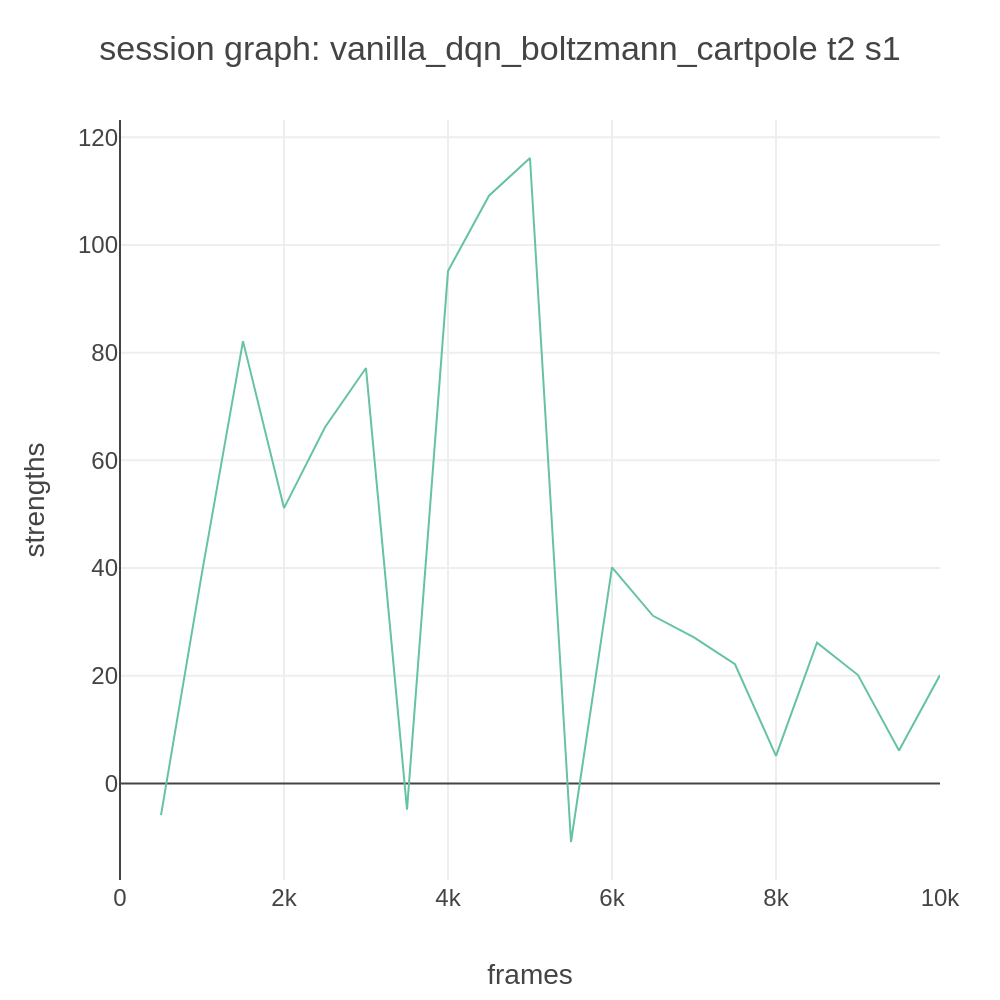 session graph: vanilla_dqn_boltzmann_cartpole t2 s1
120
100
80
60
40
20
0
strengths
0 2k 4k 6k 8k 10k
frames